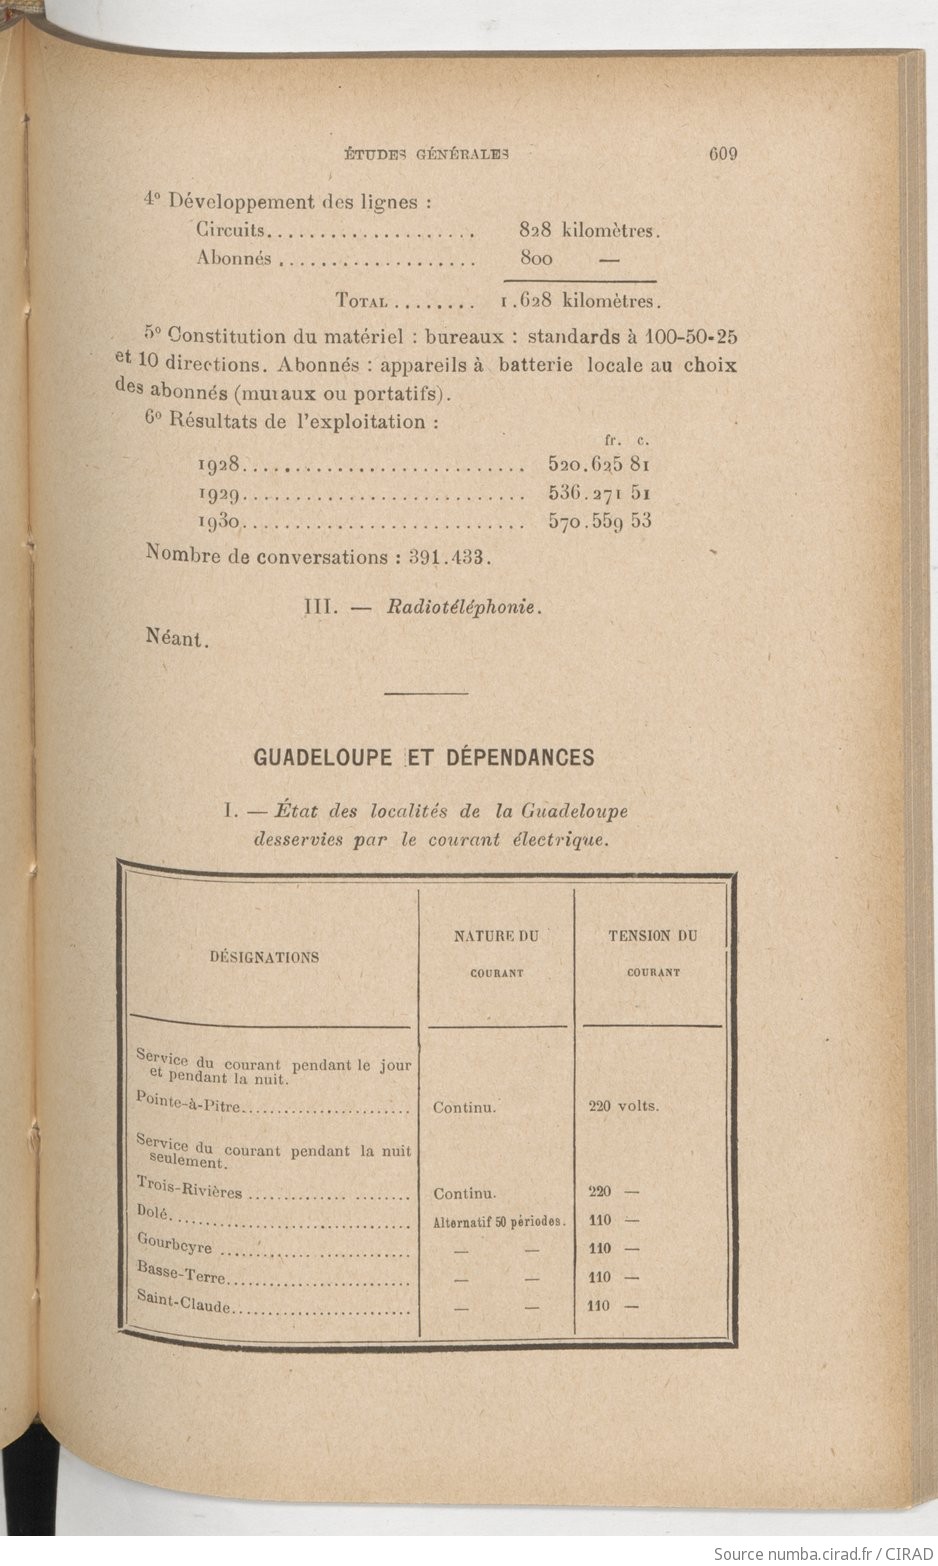 ÉTUDES GÉNÉRALES 609
4º Développement des lignes :
Circuits.................... 828 kilomètres.
Abonnés ................... 800 —
TOTAL ........ 1.628 kilomètres.
5º Constitution du matériel : bureaux : standards à 100-50-25
et 10 directions. Abonnés : appareils à batterie locale au choix
des abonnés (muraux ou portatifs).
6º Résultats de l'exploitation :
fr. c.
1928........................... 520.625 81
1929........................... 536.271 51
1930........................... 570.559 53
Nombre de conversations : 391.433.
III. — Radiotéléphonie.
Néant.
GUADELOUPE ET DÉPENDANCES
I. — État des localités de la Guadeloupe
desservies par le courant électrique.
DÉSIGNATIONS NATURE DU COURANT TENSION DU COURANT
Service du courant pendant le jour
et pendant la nuit.
Pointe-à-Pitre........................ Continu. 220 volts.
Service du courant pendant la nuit
seulement.
Trois-Rivières ....................... Continu. 220 —
Dolé.................................. Alternatif 50 périodes. 110 —
Gourbeyre ........................... — — 110 —
Basse-Terre.......................... — — 110 —
Saint-Claude......................... — — 110 —
Source numba.cirad.fr / CIRAD